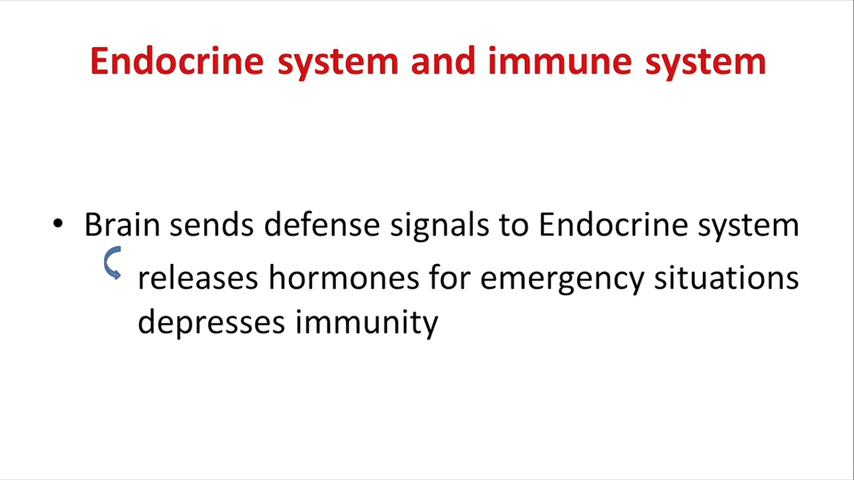 Endocrine system and immune system
• Brain sends defense signals to Endocrine system
releases hormones for emergency situations
depresses immunity